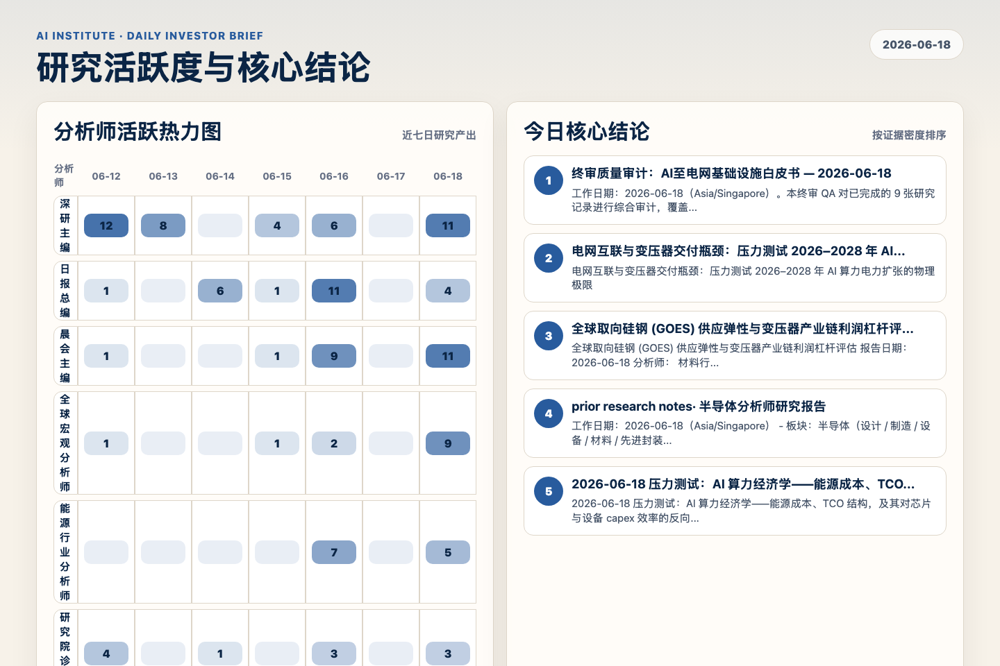 AI INSTITUTE · DAILY INVESTOR BRIEF
研究活跃度与核心结论
2026-06-18
分析师活跃热力图
近七日研究产出
分析师 06-12 06-13 06-14 06-15 06-16 06-17 06-18
深研主编 12 8 4 6 11
日报总编 1 6 1 11 4
晨会主编 1 1 9 11
全球宏观分析师 1 1 2 9
能源行业分析师 7 5
研究院诊 4 1 3 3
今日核心结论
按证据密度排序
1
终审质量审计：AI至电网基础设施白皮书 — 2026-06-18
工作日期：2026-06-18（Asia/Singapore）。本终审 QA 对已完成的 9 张研究
记录进行综合审计，覆盖...
2
电网互联与变压器交付瓶颈：压力测试 2026–2028 年 AI...
电网互联与变压器交付瓶颈：压力测试 2026–2028 年 AI 算力电力扩张的物理
极限
3
全球取向硅钢 (GOES) 供应弹性与变压器产业链利润杠杆评...
全球取向硅钢 (GOES) 供应弹性与变压器产业链利润杠杆评估 报告日期：
2026-06-18 分析师： 材料行...
4
prior research notes· 半导体分析师研究报告
工作日期：2026-06-18（Asia/Singapore） - 板块：半导体（设计 / 制造 / 设
备 / 材料 / 先进封装...
5
2026-06-18 压力测试：AI 算力经济学——能源成本、TCO...
2026-06-18 压力测试：AI 算力经济学——能源成本、TCO 结构，及其对芯片
与设备 capex 效率的反向...